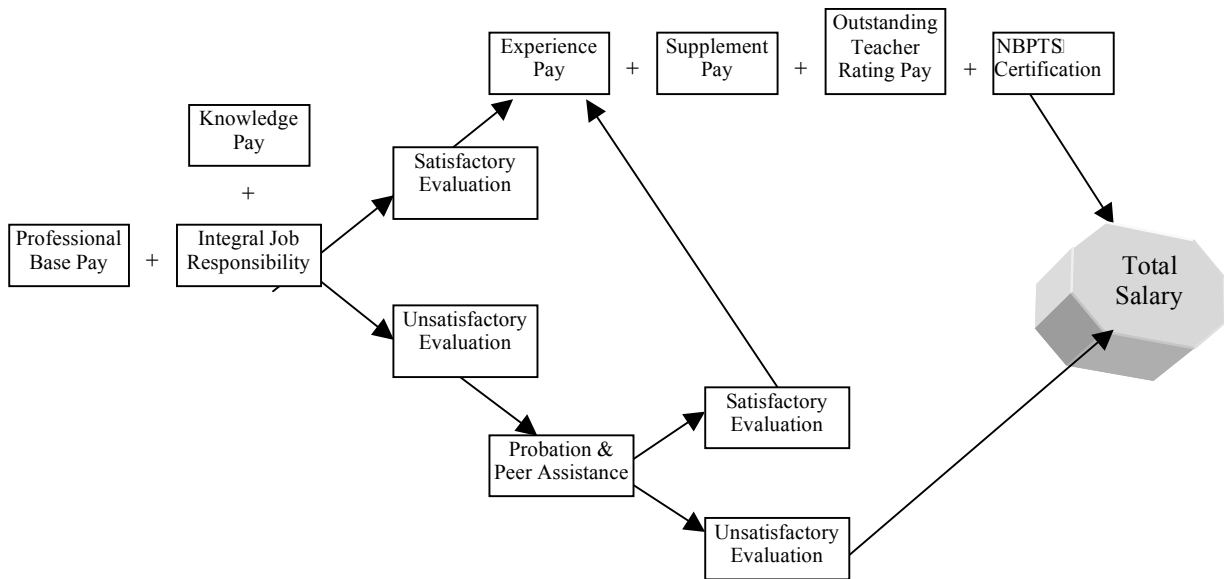 Experience
Pay
+
Supplement
Pay
+
Outstanding
Teacher
Rating Pay
+
NBPTS
Certification
Knowledge
Pay
+
Satisfactory
Evaluation
Professional
Base Pay
+
Integral Job
Responsibility
Total
Salary
Unsatisfactory
Evaluation
Satisfactory
Evaluation
Probation &
Peer Assistance
Unsatisfactory
Evaluation